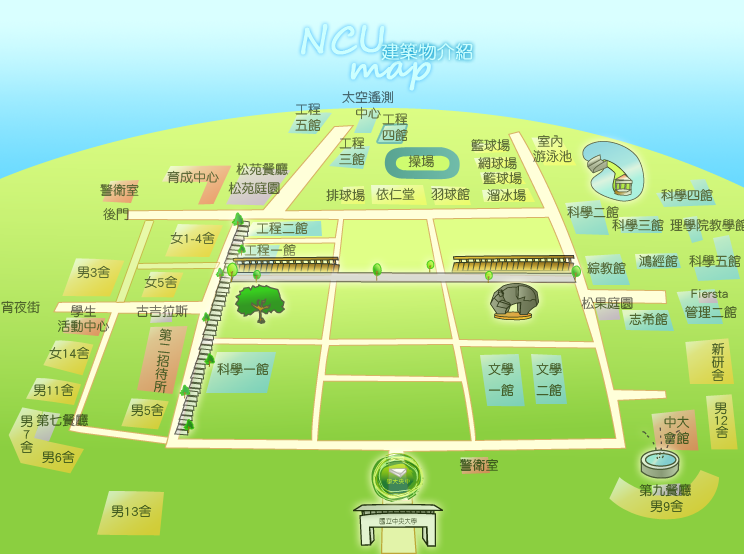 NCU
建築物介紹
map
太空遙測
中心
工程
五館
工程
四館
工程
三館
操場
籃球場
網球場
籃球場
溜冰場
室內
游泳池
排球場
依仁堂
羽球館
松苑餐廳
松苑庭園
育成中心
警衛室
後門
科學四館
科學二館
科學三館
理學院教學館
工程二館
工程一館
女1-4舍
男3舍
女5舍
綜教館
鴻經館
科學五館
宵夜街
學生
活動中心
古吉拉斯
松果庭園
Fiersta
管理二館
志希館
第二招待所
科學一館
文學
一館
文學
二館
新研舍
女14舍
男11舍
男5舍
男7舍
第七餐廳
男6舍
男12舍
中大
會館
警衛室
第九餐廳
男9舍
男13舍
國立中央大學